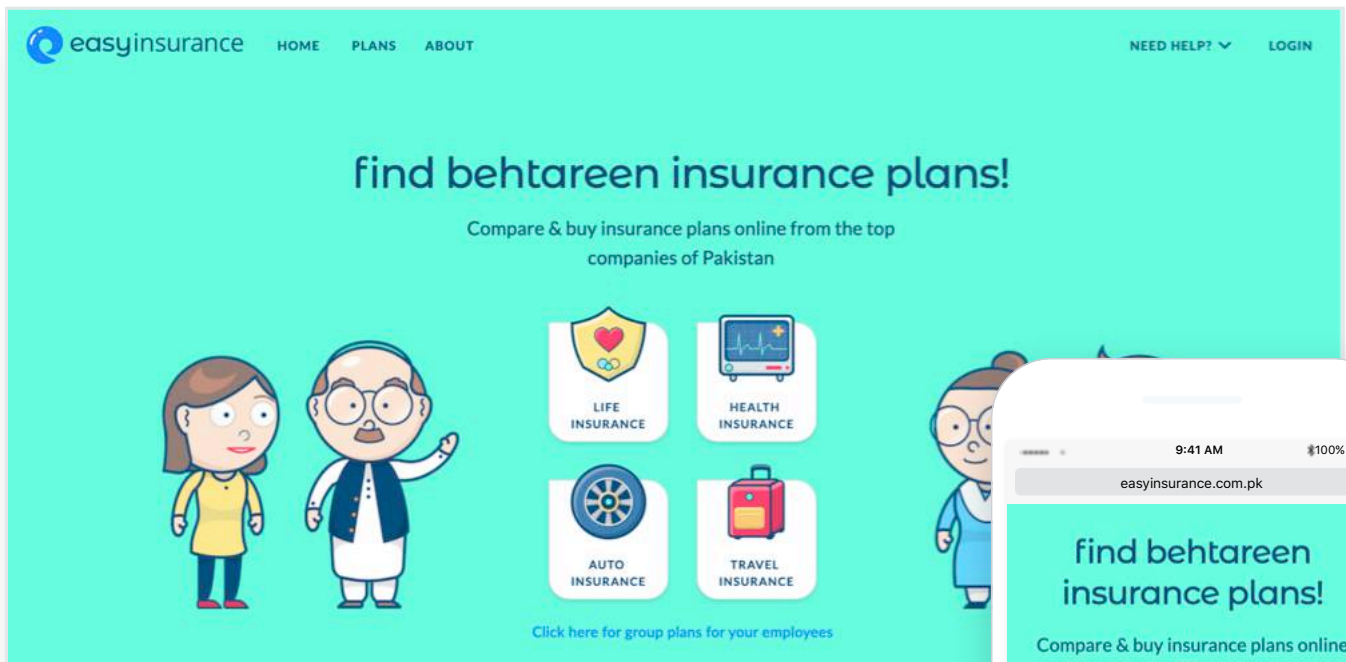 easyinsurance HOME PLANS ABOUT NEED HELP? LOGIN
find behtareen insurance plans!
Compare & buy insurance plans online from the top
companies of Pakistan
LIFE
INSURANCE
HEALTH
INSURANCE
AUTO
INSURANCE
TRAVEL
INSURANCE
Click here for group plans for your employees
9:41 AM 100%
easyinsurance.com.pk
find behtareen
insurance plans!
Compare & buy insurance plans online